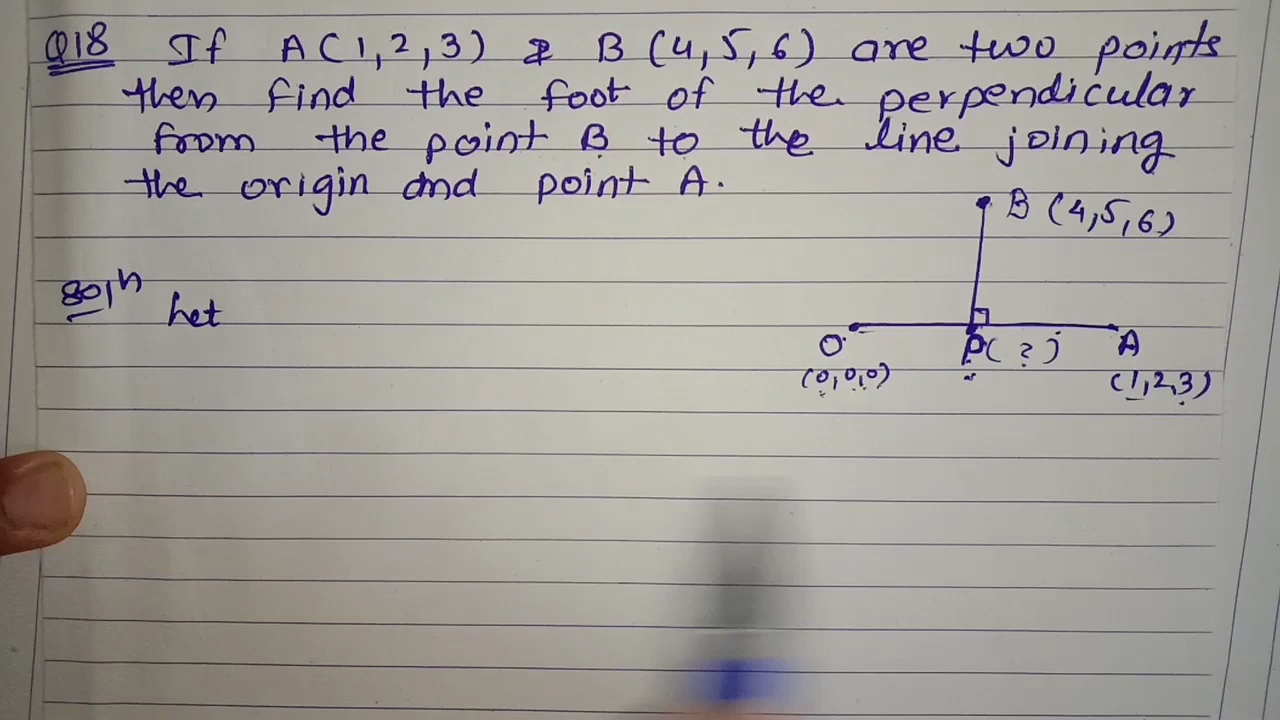 Q18 If A(1,2,3) & B(4,5,6) are two points
then find the foot of the perpendicular
from the point B to the line joining
the origin and point A.
B (4,5,6)
Solⁿ Let
O P( ? ) A
(0,0,0) (1,2,3)